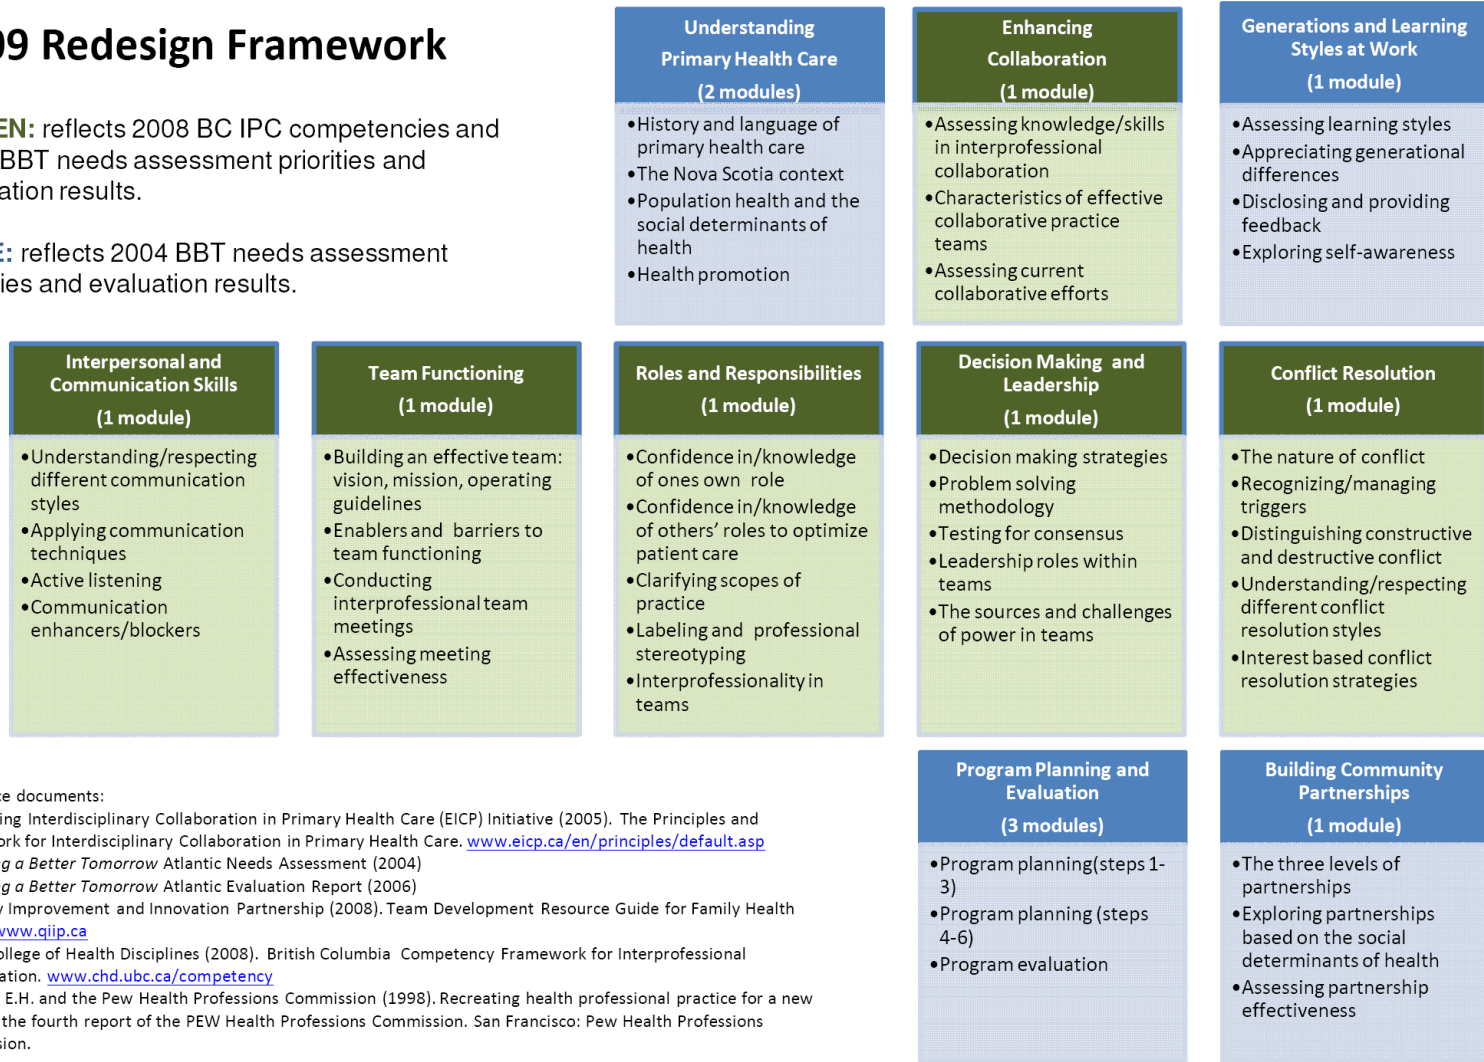 09 Redesign Framework
EN: reflects 2008 BC IPC competencies and
BBT needs assessment priorities and
ation results.
E: reflects 2004 BBT needs assessment
ies and evaluation results.
Understanding
Primary Health Care
(2 modules)
•History and language of
primary health care
•The Nova Scotia context
•Population health and the
social determinants of
health
•Health promotion
Enhancing
Collaboration
(1 module)
•Assessing knowledge/skills
in interprofessional
collaboration
•Characteristics of effective
collaborative practice
teams
•Assessing current
collaborative efforts
Generations and Learning
Styles at Work
(1 module)
•Assessing learning styles
•Appreciating generational
differences
•Disclosing and providing
feedback
•Exploring self-awareness
Interpersonal and
Communication Skills
(1 module)
•Understanding/respecting
different communication
styles
•Applying communication
techniques
•Active listening
•Communication
enhancers/blockers
Team Functioning
(1 module)
•Building an effective team:
vision, mission, operating
guidelines
•Enablers and barriers to
team functioning
•Conducting
interprofessional team
meetings
•Assessing meeting
effectiveness
Roles and Responsibilities
(1 module)
•Confidence in/knowledge
of ones own role
•Confidence in/knowledge
of others’ roles to optimize
patient care
•Clarifying scopes of
practice
•Labeling and professional
stereotyping
•Interprofessionality in
teams
Decision Making and
Leadership
(1 module)
•Decision making strategies
•Problem solving
methodology
•Testing for consensus
•Leadership roles within
teams
•The sources and challenges
of power in teams
Conflict Resolution
(1 module)
•The nature of conflict
•Recognizing/managing
triggers
•Distinguishing constructive
and destructive conflict
•Understanding/respecting
different conflict
resolution styles
•Interest based conflict
resolution strategies
Program Planning and
Evaluation
(3 modules)
•Program planning(steps 1-
3)
•Program planning (steps
4-6)
•Program evaluation
Building Community
Partnerships
(1 module)
•The three levels of
partnerships
•Exploring partnerships
based on the social
determinants of health
•Assessing partnership
effectiveness
ce documents:
ing Interdisciplinary Collaboration in Primary Health Care (EICP) Initiative (2005). The Principles and
ork for Interdisciplinary Collaboration in Primary Health Care. www.eicp.ca/en/principles/default.asp
g a Better Tomorrow Atlantic Needs Assessment (2004)
g a Better Tomorrow Atlantic Evaluation Report (2006)
y Improvement and Innovation Partnership (2008). Team Development Resource Guide for Family Health
www.qiip.ca
ollege of Health Disciplines (2008). British Columbia Competency Framework for Interprofessional
ation. www.chd.ubc.ca/competency
E.H. and the Pew Health Professions Commission (1998). Recreating health professional practice for a new
the fourth report of the PEW Health Professions Commission. San Francisco: Pew Health Professions
sion.